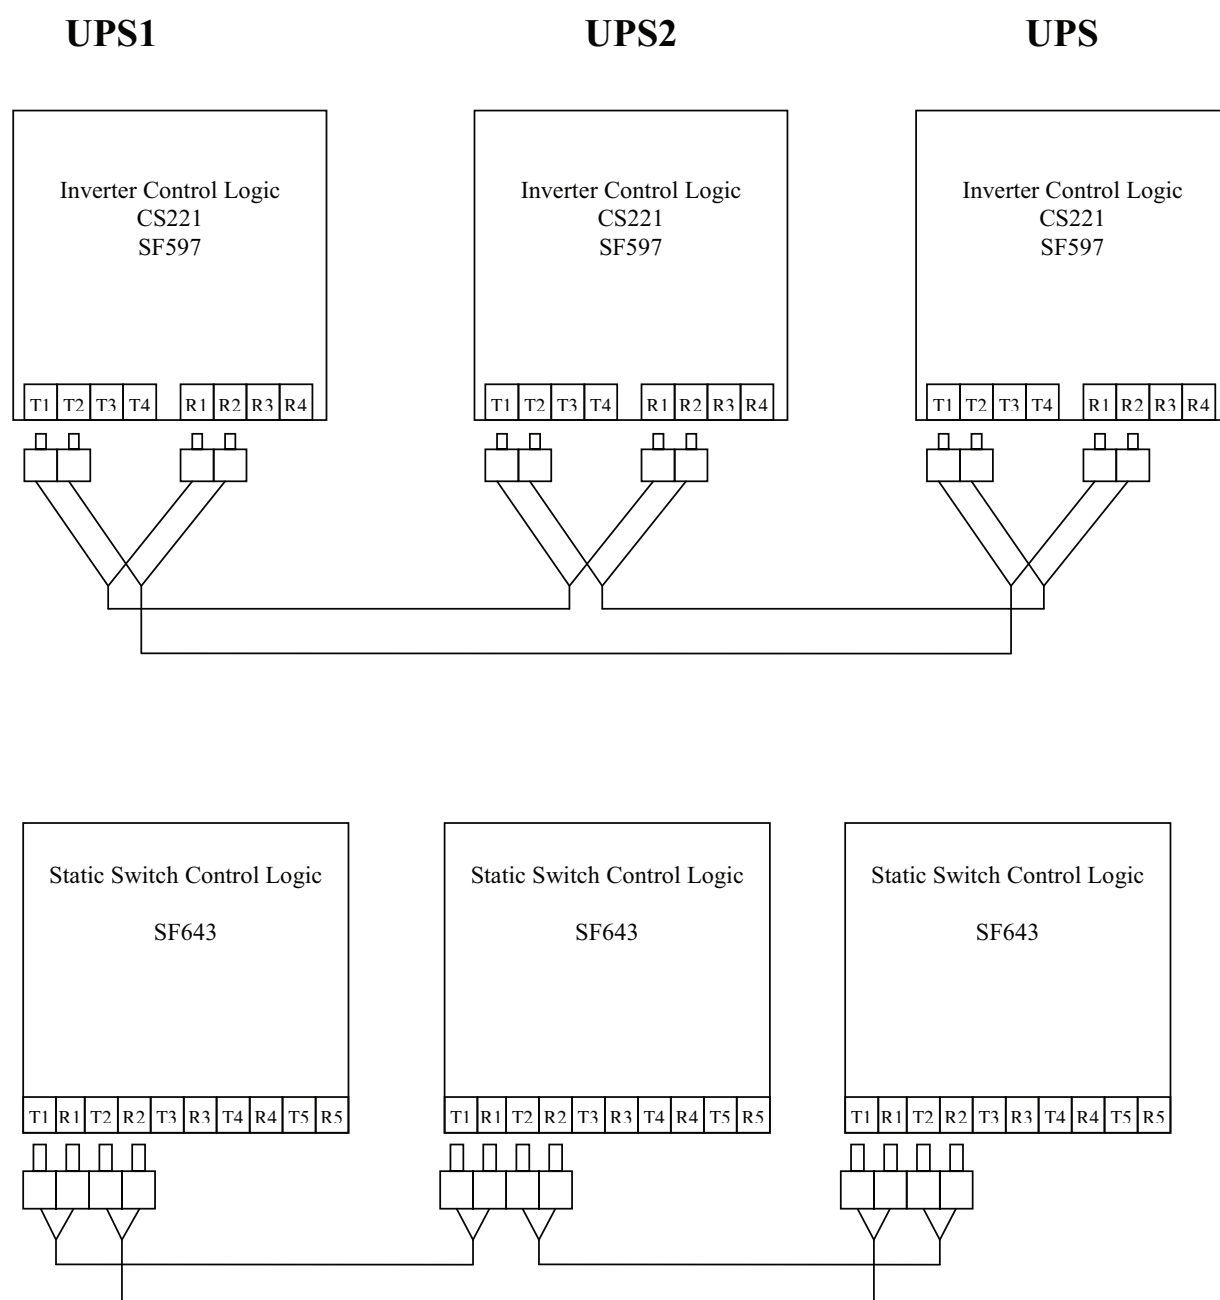 UPS1 UPS2 UPS
Inverter Control Logic Inverter Control Logic Inverter Control Logic
CS221 CS221 CS221
SF597 SF597 SF597
T1 T2 T3 T4 R1 R2 R3 R4 T1 T2 T3 T4 R1 R2 R3 R4 T1 T2 T3 T4 R1 R2 R3 R4
Static Switch Control Logic Static Switch Control Logic Static Switch Control Logic
SF643 SF643 SF643
T1 R1 T2 R2 T3 R3 T4 R4 T5 R5 T1 R1 T2 R2 T3 R3 T4 R4 T5 R5 T1 R1 T2 R2 T3 R3 T4 R4 T5 R5